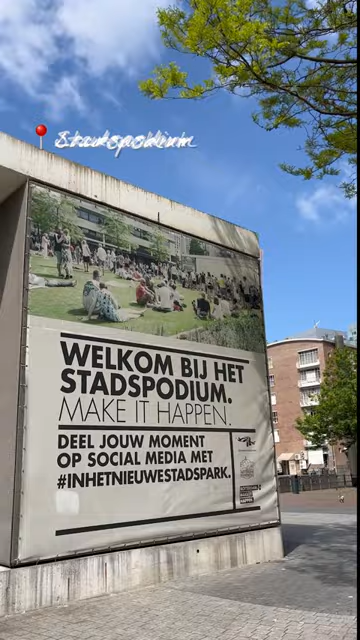 Stadspodium
WELKOM BIJ HET
STADSPODIUM.
MAKE IT HAPPEN.
DEEL JOUW MOMENT
OP SOCIAL MEDIA MET
#INHETNIEUWESTADSPARK.